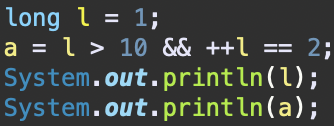 long l = 1;
a = l > 10 && ++l == 2;
System.out.println(l);
System.out.println(a);